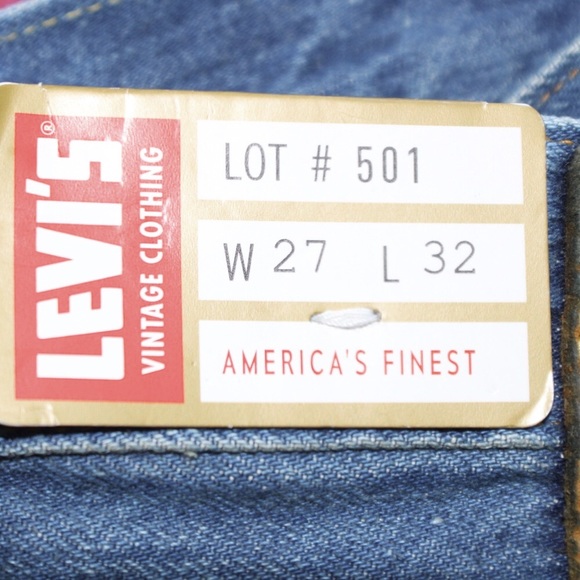 LEVI'S®
VINTAGE CLOTHING
LOT # 501
W 27 L 32
AMERICA'S FINEST